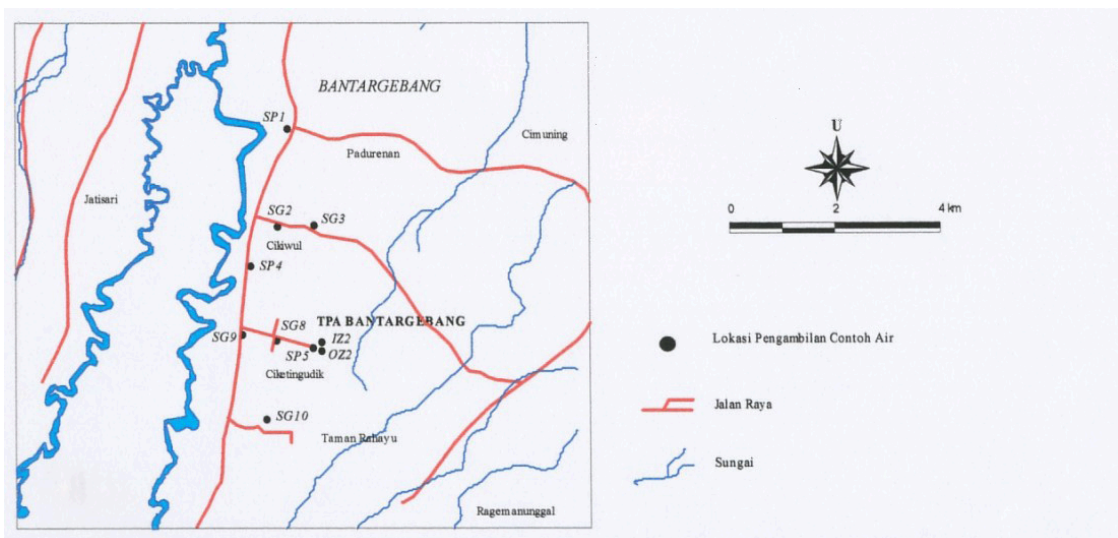 BANTARGEBANG
SP1
Cimuning
Padurenan
Jatisari
SG2
SG3
Cikiwul
SP4
TPA BANTARGEBANG
SG8
SG9
IZ2
SP5
OZ2
Ciketingudik
SG10
Taman Rahayu
Ragemanunggal
U
0 2 4 km
Lokasi Pengambilan Contoh Air
Jalan Raya
Sungai